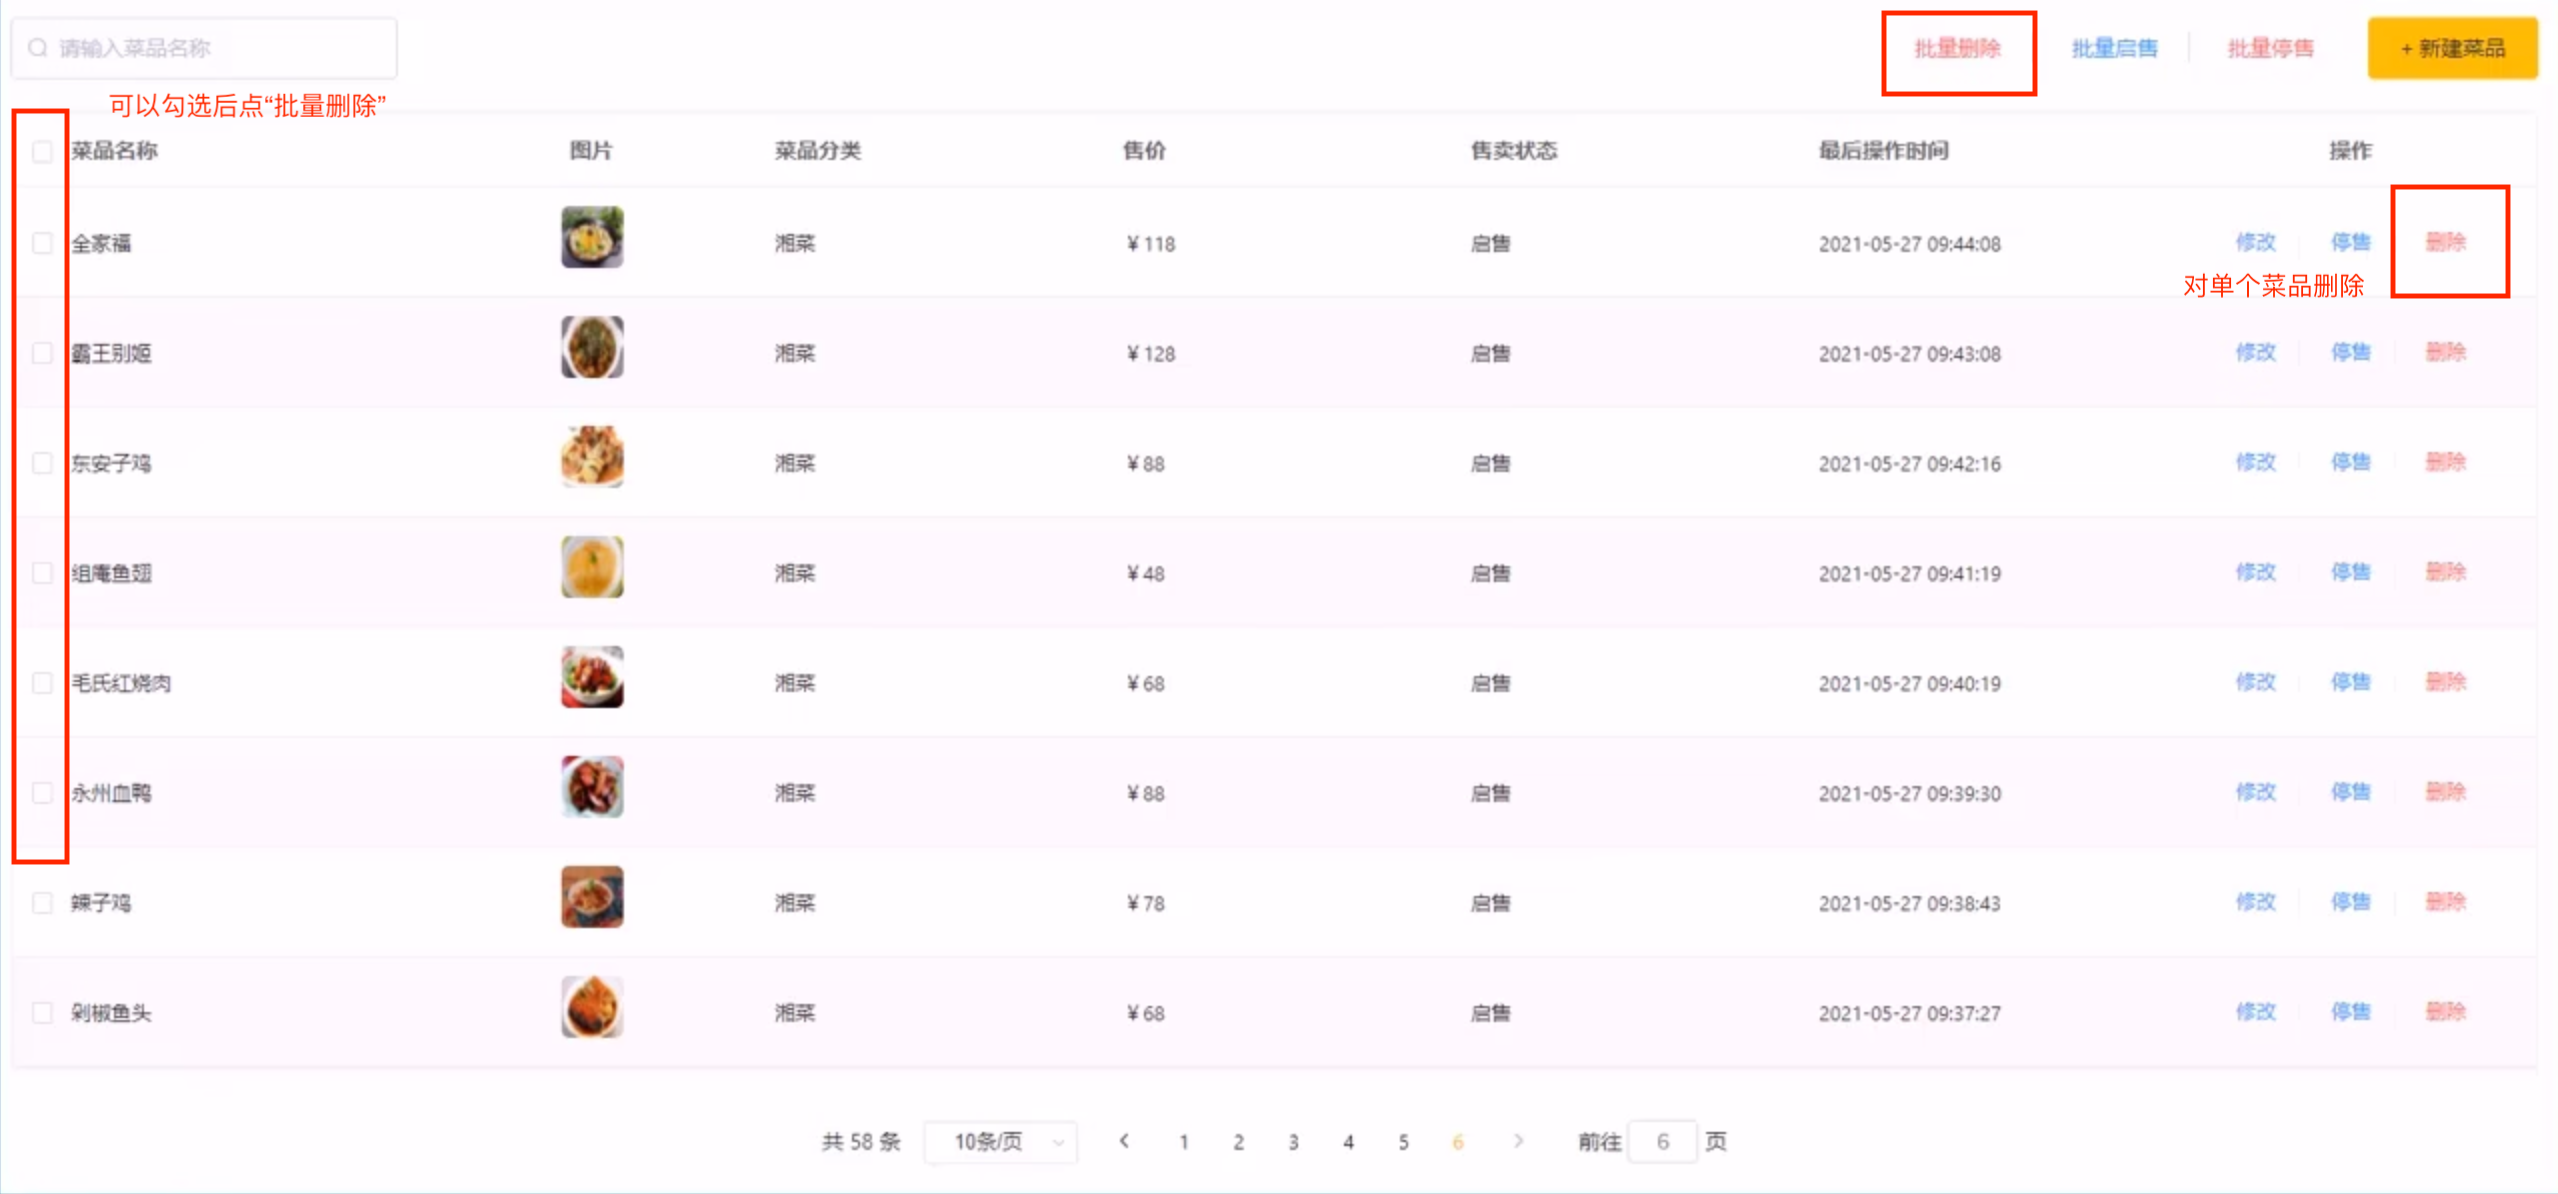 请输入菜品名称 批量删除 批量启售 批量停售 + 新建菜品
可以勾选后点“批量删除”
菜品名称 图片 菜品分类 售价 售卖状态 最后操作时间 操作
全家福 湘菜 ¥ 118 启售 2021-05-27 09:44:08 修改 停售 删除
对单个菜品删除
霸王别姬 湘菜 ¥ 128 启售 2021-05-27 09:43:08 修改 停售 删除
东安子鸡 湘菜 ¥ 88 启售 2021-05-27 09:42:16 修改 停售 删除
组庵鱼翅 湘菜 ¥ 48 启售 2021-05-27 09:41:19 修改 停售 删除
毛氏红烧肉 湘菜 ¥ 68 启售 2021-05-27 09:40:19 修改 停售 删除
永州血鸭 湘菜 ¥ 88 启售 2021-05-27 09:39:30 修改 停售 删除
辣子鸡 湘菜 ¥ 78 启售 2021-05-27 09:38:43 修改 停售 删除
剁椒鱼头 湘菜 ¥ 68 启售 2021-05-27 09:37:27 修改 停售 删除
共 58 条 10条/页 1 2 3 4 5 6 前往 6 页